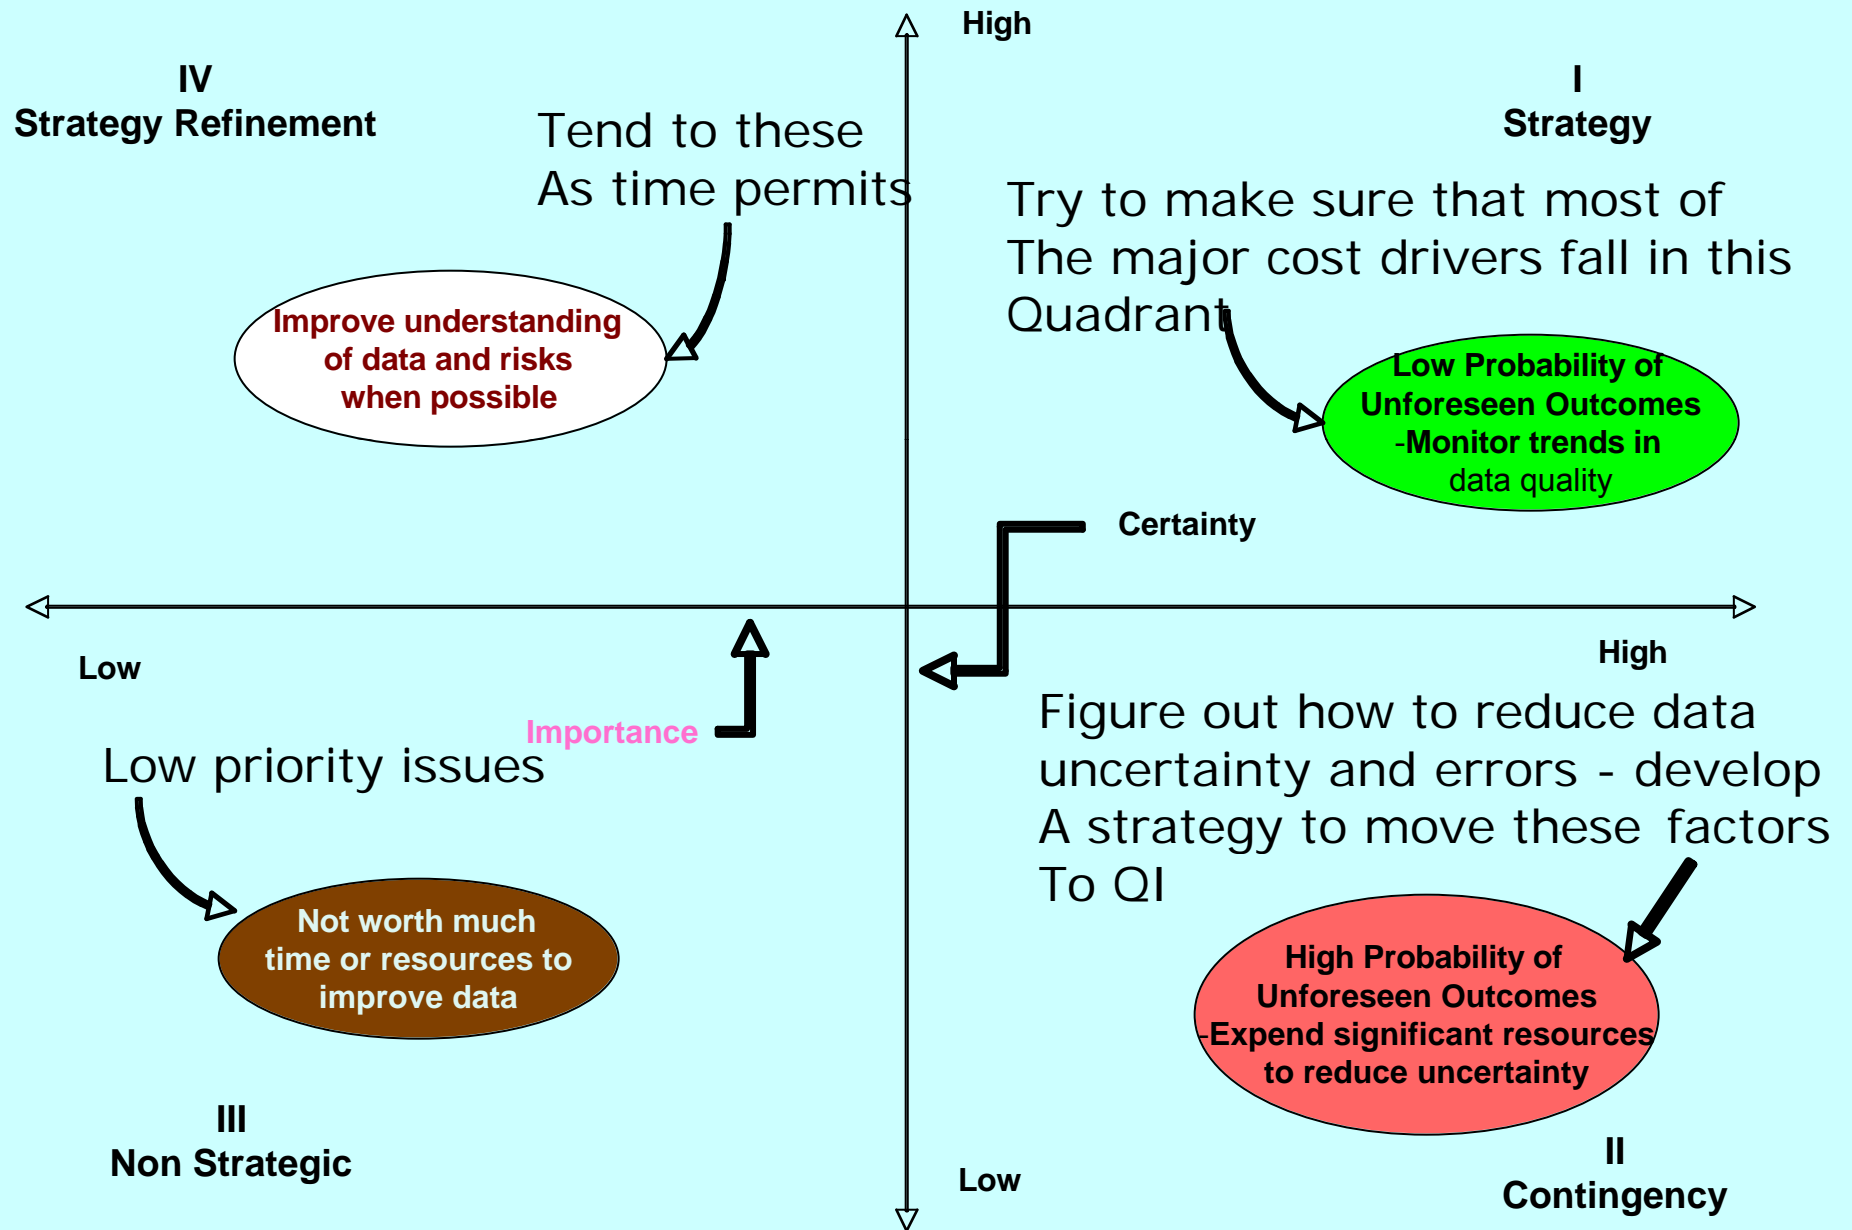 High
IV
Strategy Refinement
Tend to these
As time permits
I
Strategy
Try to make sure that most of
The major cost drivers fall in this
Quadrant
Improve understanding
of data and risks
when possible
Low Probability of
Unforeseen Outcomes
-Monitor trends in
data quality
Certainty
Low
High
Importance
Low priority issues
Figure out how to reduce data
uncertainty and errors - develop
A strategy to move these factors
To QI
Not worth much
time or resources to
improve data
High Probability of
Unforeseen Outcomes
-Expend significant resources
to reduce uncertainty
III
Non Strategic
Low
II
Contingency